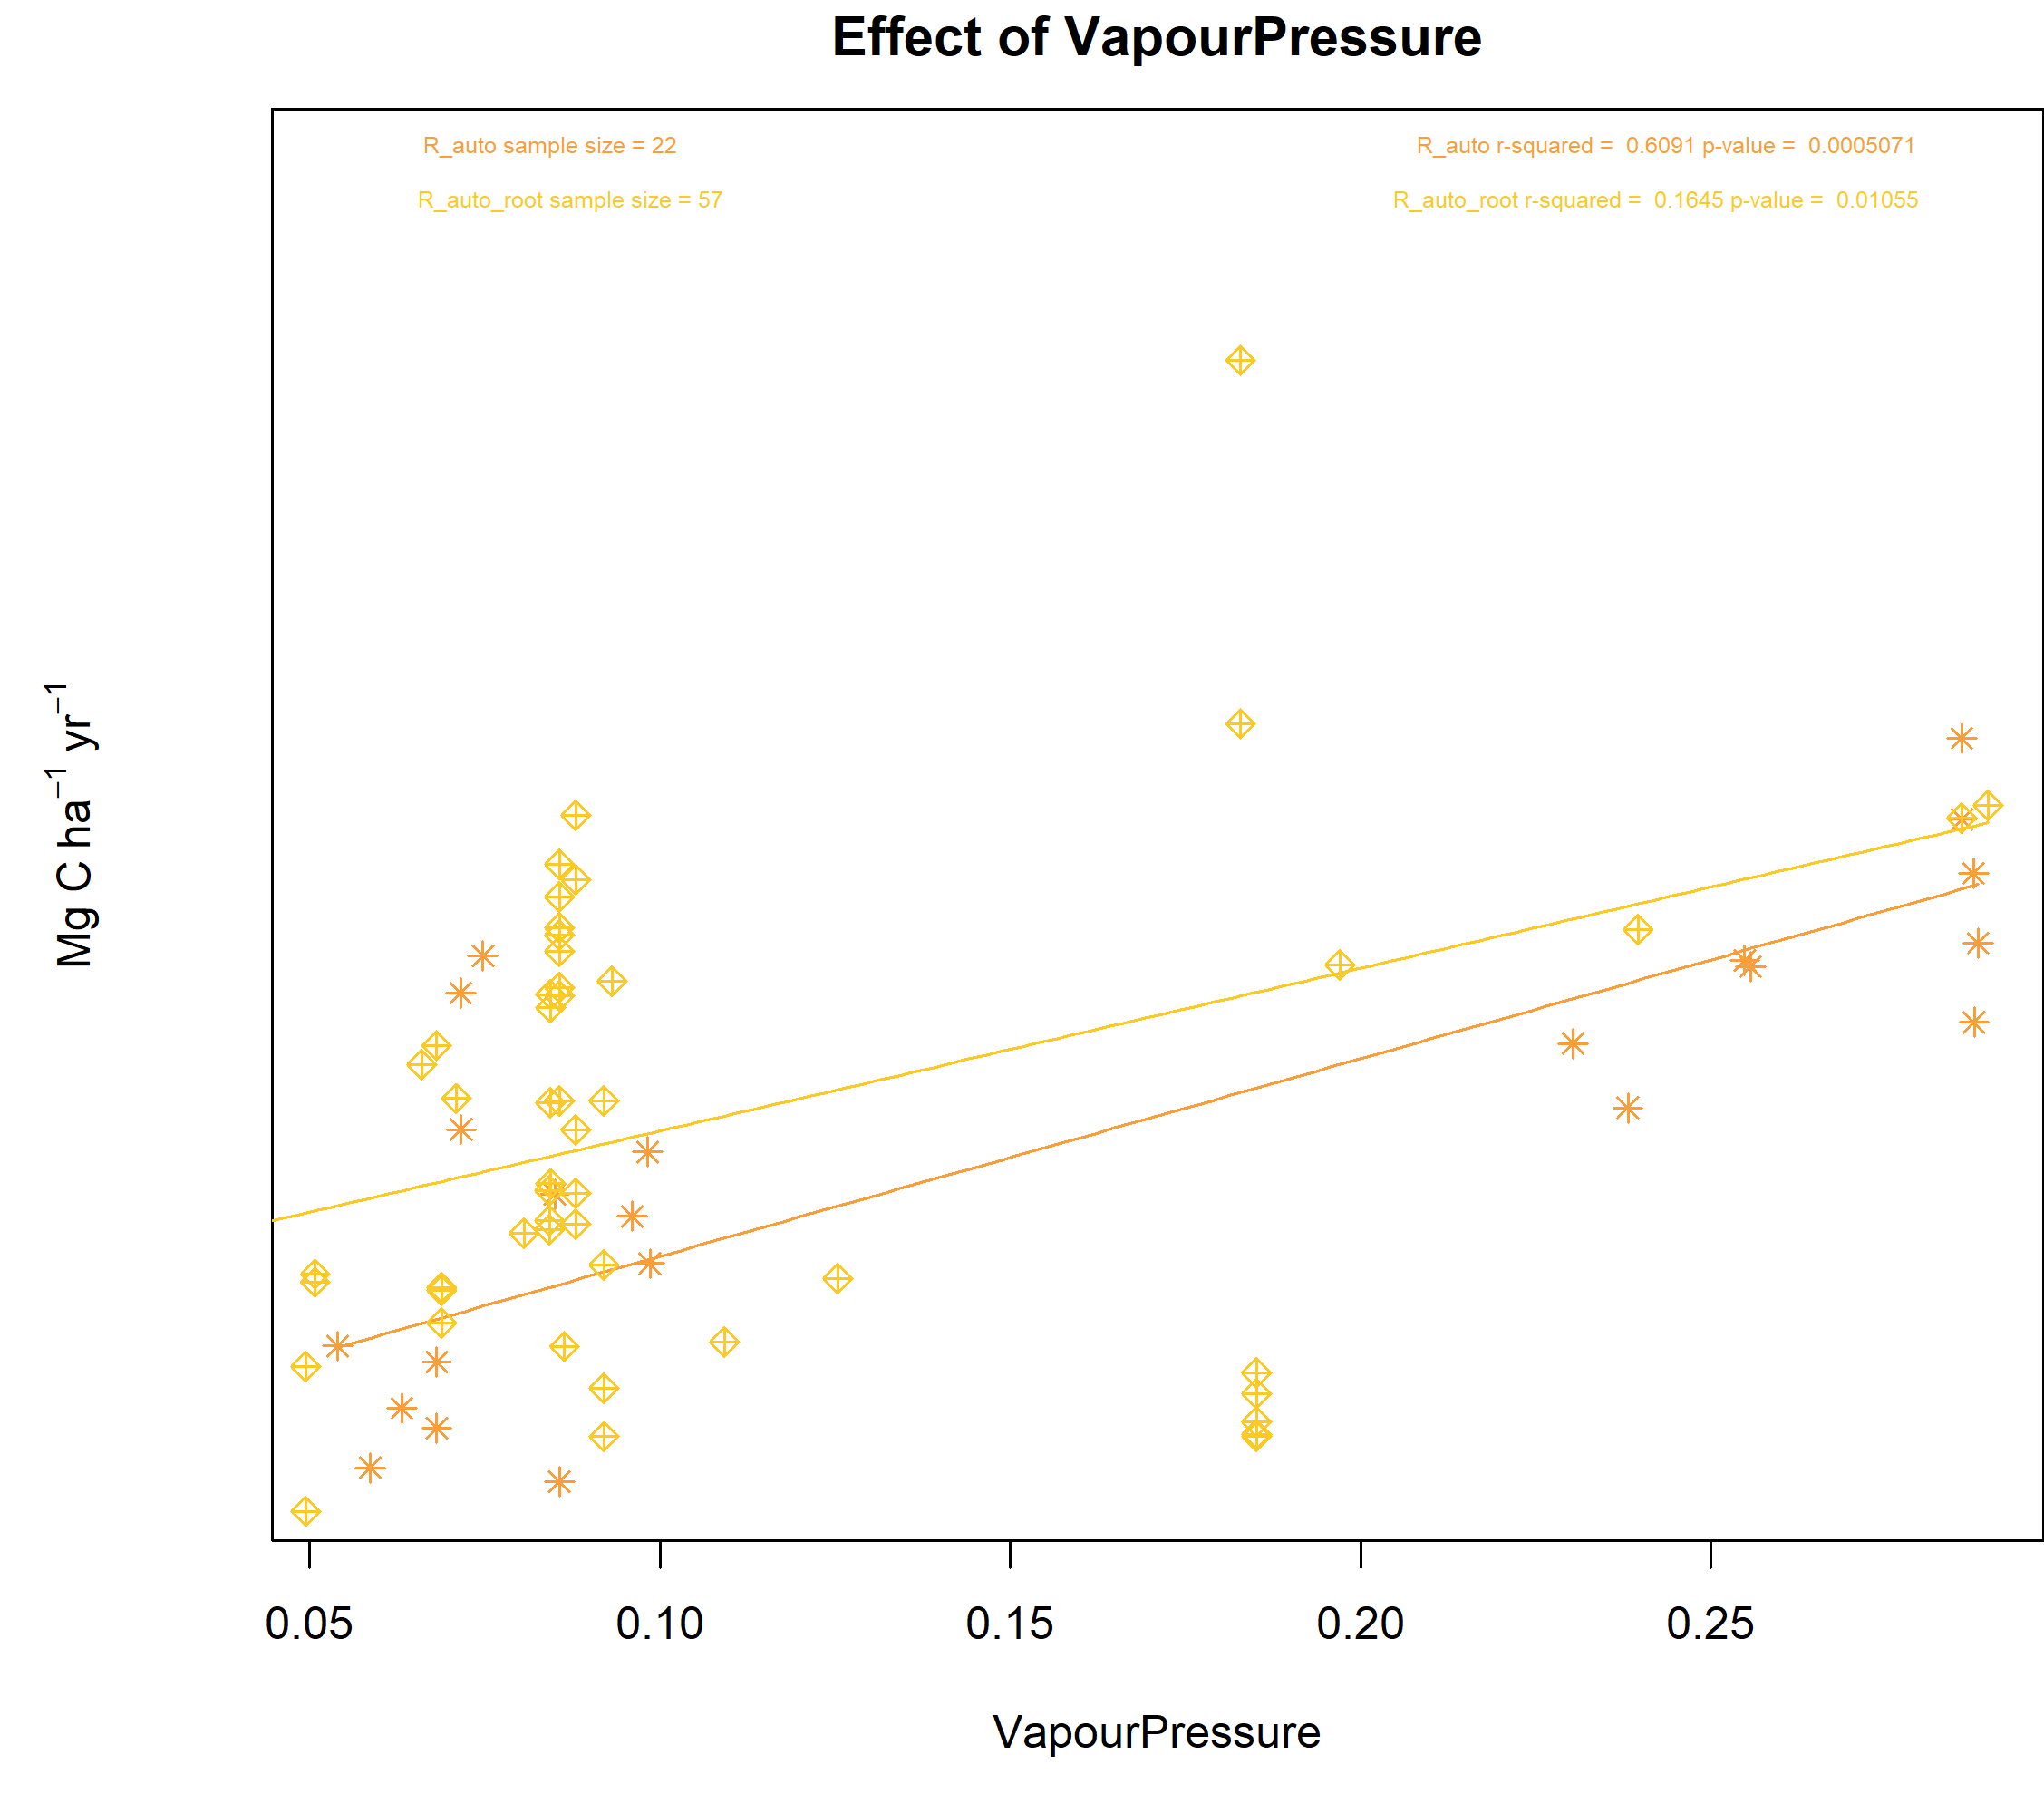 Effect of VapourPressure
R_auto sample size = 22
R_auto r-squared = 0.6091 p-value = 0.0005071
R_auto_root sample size = 57
R_auto_root r-squared = 0.1645 p-value = 0.01055
Mg C ha⁻¹ yr⁻¹
0.05 0.10 0.15 0.20 0.25
VapourPressure